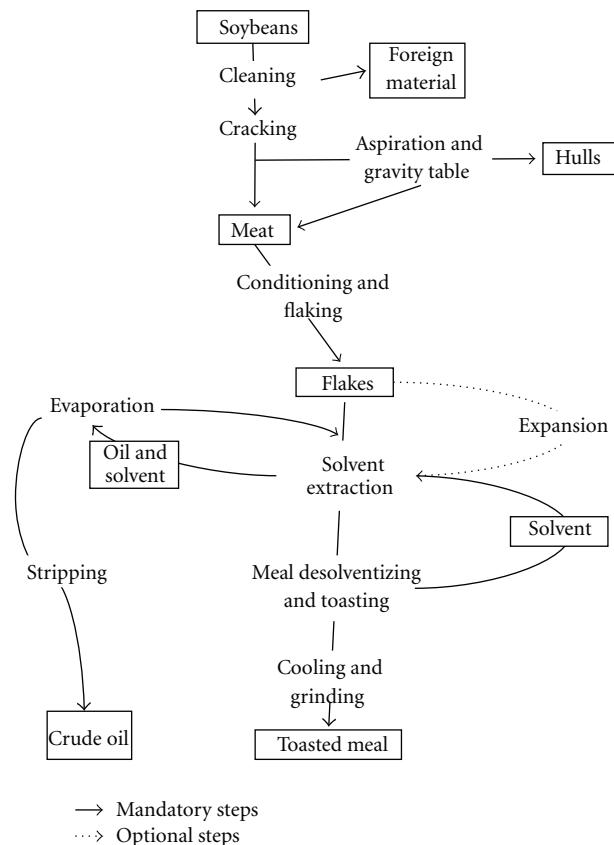 Soybeans
Cleaning
Foreign
material
Cracking
Aspiration and
gravity table
Hulls
Meat
Conditioning and
flaking
Flakes
Evaporation
Expansion
Oil and
solvent
Solvent
extraction
Solvent
Stripping
Meal desolventizing
and toasting
Cooling and
grinding
Crude oil
Toasted meal
Mandatory steps
Optional steps